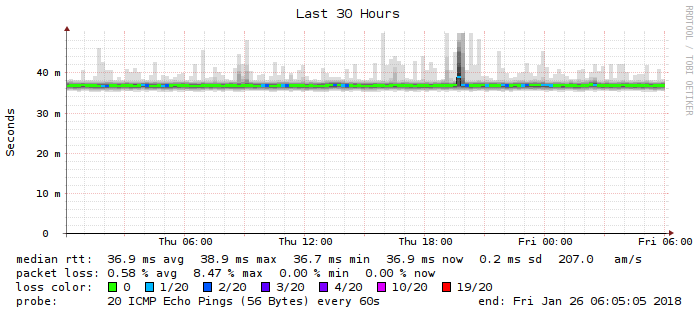 Last 30 Hours
RRDTOOL / TOBI OETIKER
Seconds
40 m
30 m
20 m
10 m
0
Thu 06:00 Thu 12:00 Thu 18:00 Fri 00:00 Fri 06:00
median rtt: 36.9 ms avg 38.9 ms max 36.7 ms min 36.9 ms now 0.2 ms sd 207.0 am/s
packet loss: 0.58 % avg 8.47 % max 0.00 % min 0.00 % now
loss color: 0 1/20 2/20 3/20 4/20 10/20 19/20
probe: 20 ICMP Echo Pings (56 Bytes) every 60s end: Fri Jan 26 06:05:05 2018